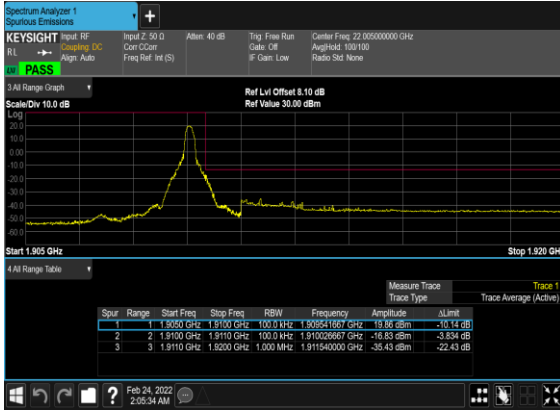 Spectrum Analyzer 1
Spurious Emissions
+
KEYSIGHT Input: RF Input Z: 50 Ω Atten: 40 dB Trig: Free Run Center Freq: 22.005000000 GHz
RL Coupling: DC Corr CCorr Gate: Off Avg|Hold: 100/100
Align: Auto Freq Ref: Int (S) IF Gain: Low Radio Std: None
PASS
3 All Range Graph
Ref Lvl Offset 8.10 dB
Scale/Div 10.0 dB Ref Value 30.00 dBm
Log
20.0
10.0
0.00
-10.0
-20.0
-30.0
-40.0
-50.0
-60.0
Start 1.905 GHz Stop 1.920 GH
4 All Range Table
Measure Trace Trace 1
Trace Type Trace Average (Active)
Spur Range Start Freq Stop Freq RBW Frequency Amplitude ΔLimit
1 1 1.9050 GHz 1.9100 GHz 100.0 kHz 1.909541667 GHz 19.86 dBm -10.14 dB
2 2 1.9100 GHz 1.9110 GHz 100.0 kHz 1.910026667 GHz -16.83 dBm -3.834 dB
3 3 1.9110 GHz 1.9200 GHz 1.000 MHz 1.911540000 GHz -35.43 dBm -22.43 dB
? Feb 24, 2022
2:05:34 AM